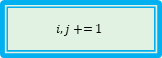 i, j += 1